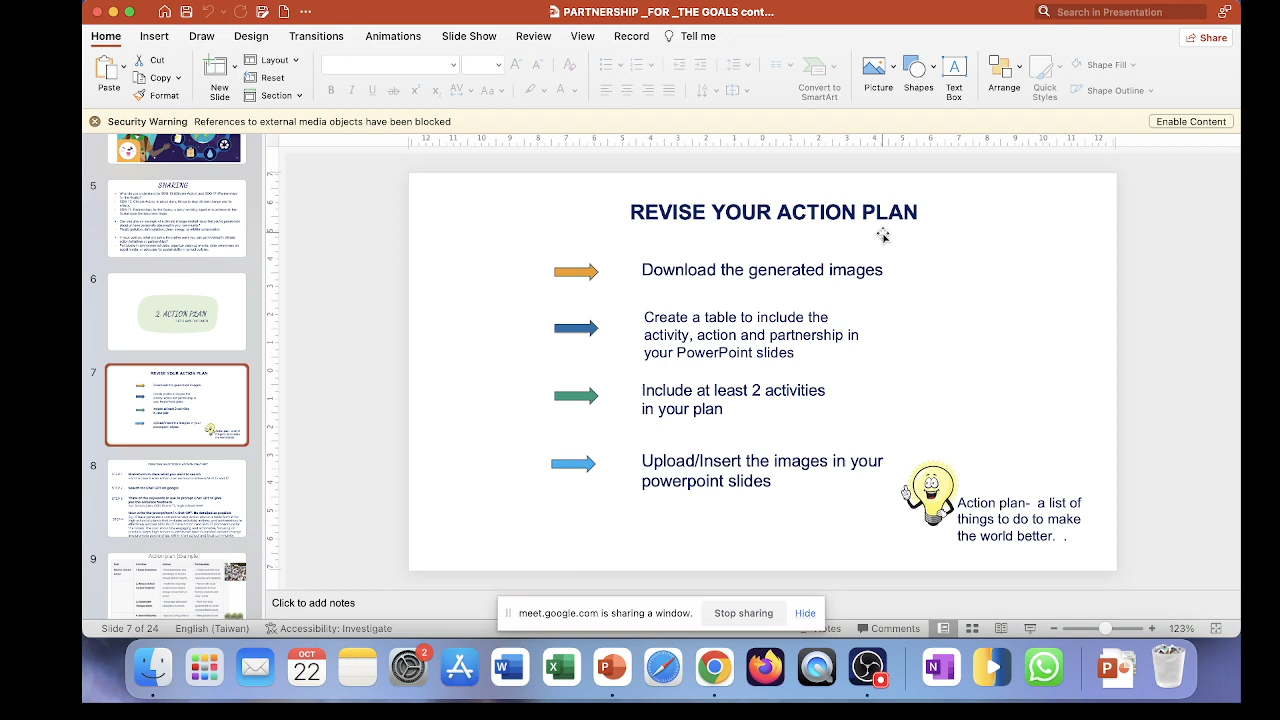 PARTNERSHIP _FOR _THE GOALS cont...
Search in Presentation
Home Insert Draw Design Transitions Animations Slide Show Review View Record Tell me
Share
Paste
Cut
Copy
Format
New Slide
Layout
Reset
Section
Convert to SmartArt
Picture
Shapes
Text Box
Arrange
Quick Styles
Shape Fill
Shape Outline
Security Warning References to external media objects have been blocked
Enable Content
5
SHARING
6
2. ACTION PLAN
7
REVISE YOUR ACTION PLAN
8
9
Action plan (Example)
REVISE YOUR ACTION PLAN
Download the generated images
Create a table to include the
activity, action and partnership in
your PowerPoint slides
Include at least 2 activities
in your plan
Upload/Insert the images in your
powerpoint slides
Action plan- a list of
things to do to make
the world better. .
Click to add notes
meet.google.com is sharing a window.
Stop sharing
Hide
Slide 7 of 24
English (Taiwan)
Accessibility: Investigate
Notes
Comments
123%
OCT
22
2